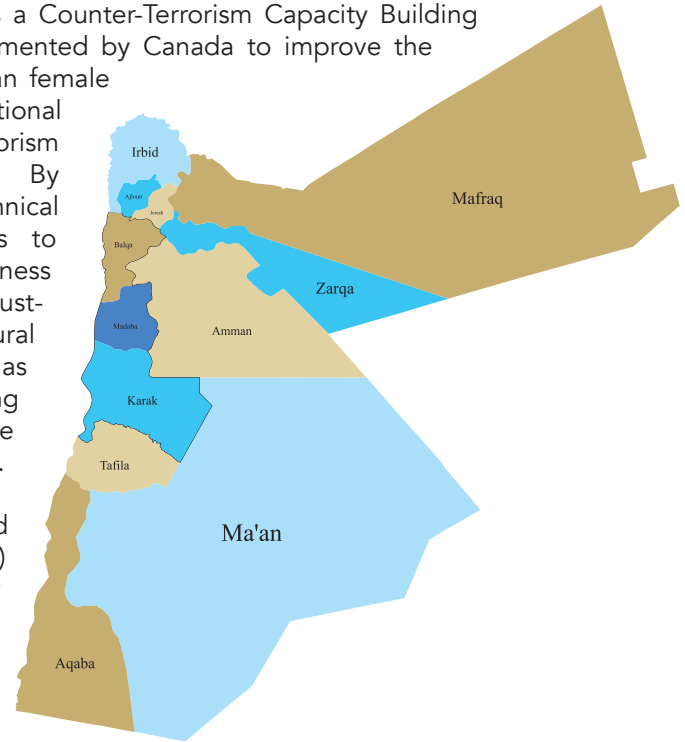 s a Counter-Terrorism Capacity Building
mented by Canada to improve the
an female
tional
orism
By
hnical
s to
ness
ust-
ural
as
ng
e
.
d
)
Irbid
Ajloun
Jerash
Mafraq
Balqa
Zarqa
Madaba
Amman
Karak
Tafila
Ma'an
Aqaba